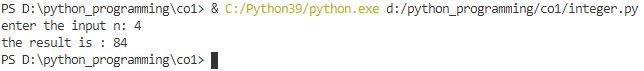 PS D:\python_programming\co1> & C:/Python39/python.exe d:/python_programming/co1/integer.py
enter the input n: 4
the result is : 84
PS D:\python_programming\co1>